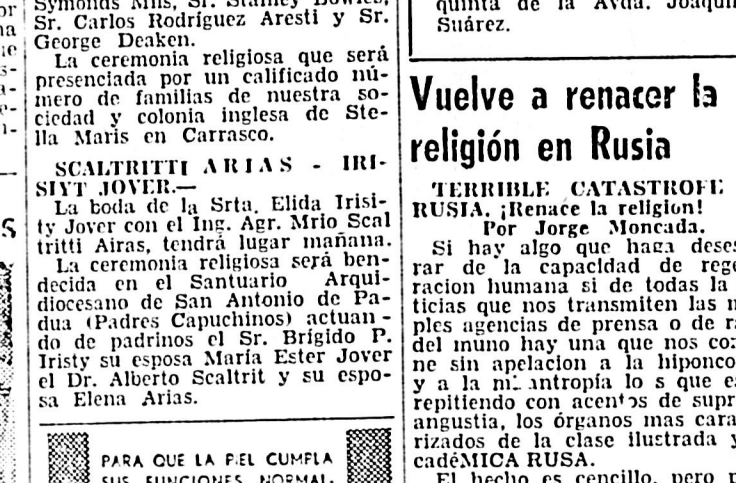 Symonds Mns, Sr. Stanley Bowles,
Sr. Carlos Rodríguez Aresti y Sr.
George Deaken.
La ceremonia religiosa que será
presenciada por un calificado nú-
mero de familias de nuestra so-
ciedad y colonia inglesa de Ste-
lla Maris en Carrasco.
SCALTRITTI ARIAS - IRI-
SIYT JOVER.—
La boda de la Srta. Elida Irisi-
ty Jover con el Ing. Agr. Mrio Scal
tritti Airas, tendrá lugar mañana.
La ceremonia religiosa será ben-
decida en el Santuario Arqui-
diocesano de San Antonio de Pa-
dua (Padres Capuchinos) actuan-
do de padrinos el Sr. Brígido P.
Iristy su esposa María Ester Jover
el Dr. Alberto Scaltrit y su espo-
sa Elena Arias.
PARA QUE LA PIEL CUMPLA
SUS FUNCIONES NORMAL-
quinta de la Avda. Joaquin
Suárez.
Vuelve a renacer la
religión en Rusia
TERRIBLE CATASTROFE
RUSIA. ¡Renace la religion!
Por Jorge Moncada.
Si hay algo que haga deses
rar de la capacidad de rege
racion humana si de todas la
ticias que nos transmiten las m
ples agencias de prensa o de ra
del muno hay una que nos con
ne sin apelacion a la hiponco
y a la antropía lo s que es
repitiendo con acentos de supr
angustia, los órganos mas cara
rizados de la clase ilustrada y
cadéMICA RUSA.
El hecho es cencillo, pero p